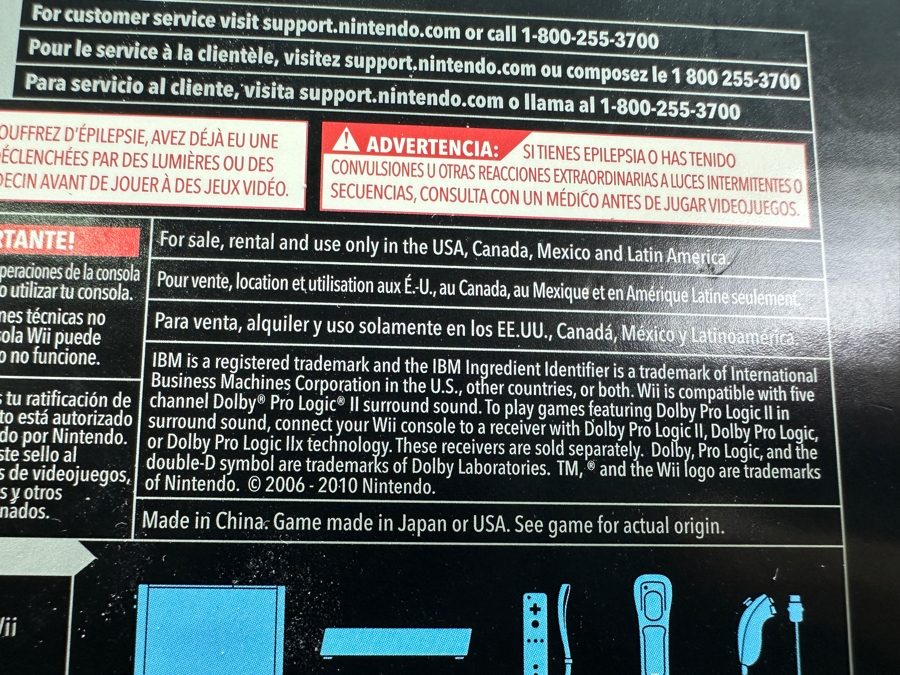 For customer service visit support.nintendo.com or call 1-800-255-3700
Pour le service à la clientèle, visitez support.nintendo.com ou composez le 1 800 255-3700
Para servicio al cliente, visita support.nintendo.com o llama al 1-800-255-3700
OUFFREZ D'ÉPILEPSIE, AVEZ DÉJÀ EU UNE
ÉCLENCHÉES PAR DES LUMIÈRES OU DES
DECIN AVANT DE JOUER À DES JEUX VIDÉO.
ADVERTENCIA: SI TIENES EPILEPSIA O HAS TENIDO
CONVULSIONES U OTRAS REACCIONES EXTRAORDINARIAS A LUCES INTERMITENTES O
SECUENCIAS, CONSULTA CON UN MÉDICO ANTES DE JUGAR VIDEOJUEGOS.
RTANTE!
peraciones de la consola
o utilizar tu consola.
nes técnicas no
sola Wii puede
o no funcione.
s tu ratificación de
to está autorizado
do por Nintendo.
ste sello al
s de videojuegos,
s y otros
nados.
For sale, rental and use only in the USA, Canada, Mexico and Latin America.
Pour vente, location et utilisation aux É.-U., au Canada, au Mexique et en Amérique Latine seulement.
Para venta, alquiler y uso solamente en los EE.UU., Canadá, México y Latinoamérica.
IBM is a registered trademark and the IBM Ingredient Identifier is a trademark of International
Business Machines Corporation in the U.S., other countries, or both. Wii is compatible with five
channel Dolby® Pro Logic® II surround sound. To play games featuring Dolby Pro Logic II in
surround sound, connect your Wii console to a receiver with Dolby Pro Logic II, Dolby Pro Logic,
or Dolby Pro Logic IIx technology. These receivers are sold separately. Dolby, Pro Logic, and the
double-D symbol are trademarks of Dolby Laboratories. TM, ® and the Wii logo are trademarks
of Nintendo. © 2006 - 2010 Nintendo.
Made in China. Game made in Japan or USA. See game for actual origin.
Wii